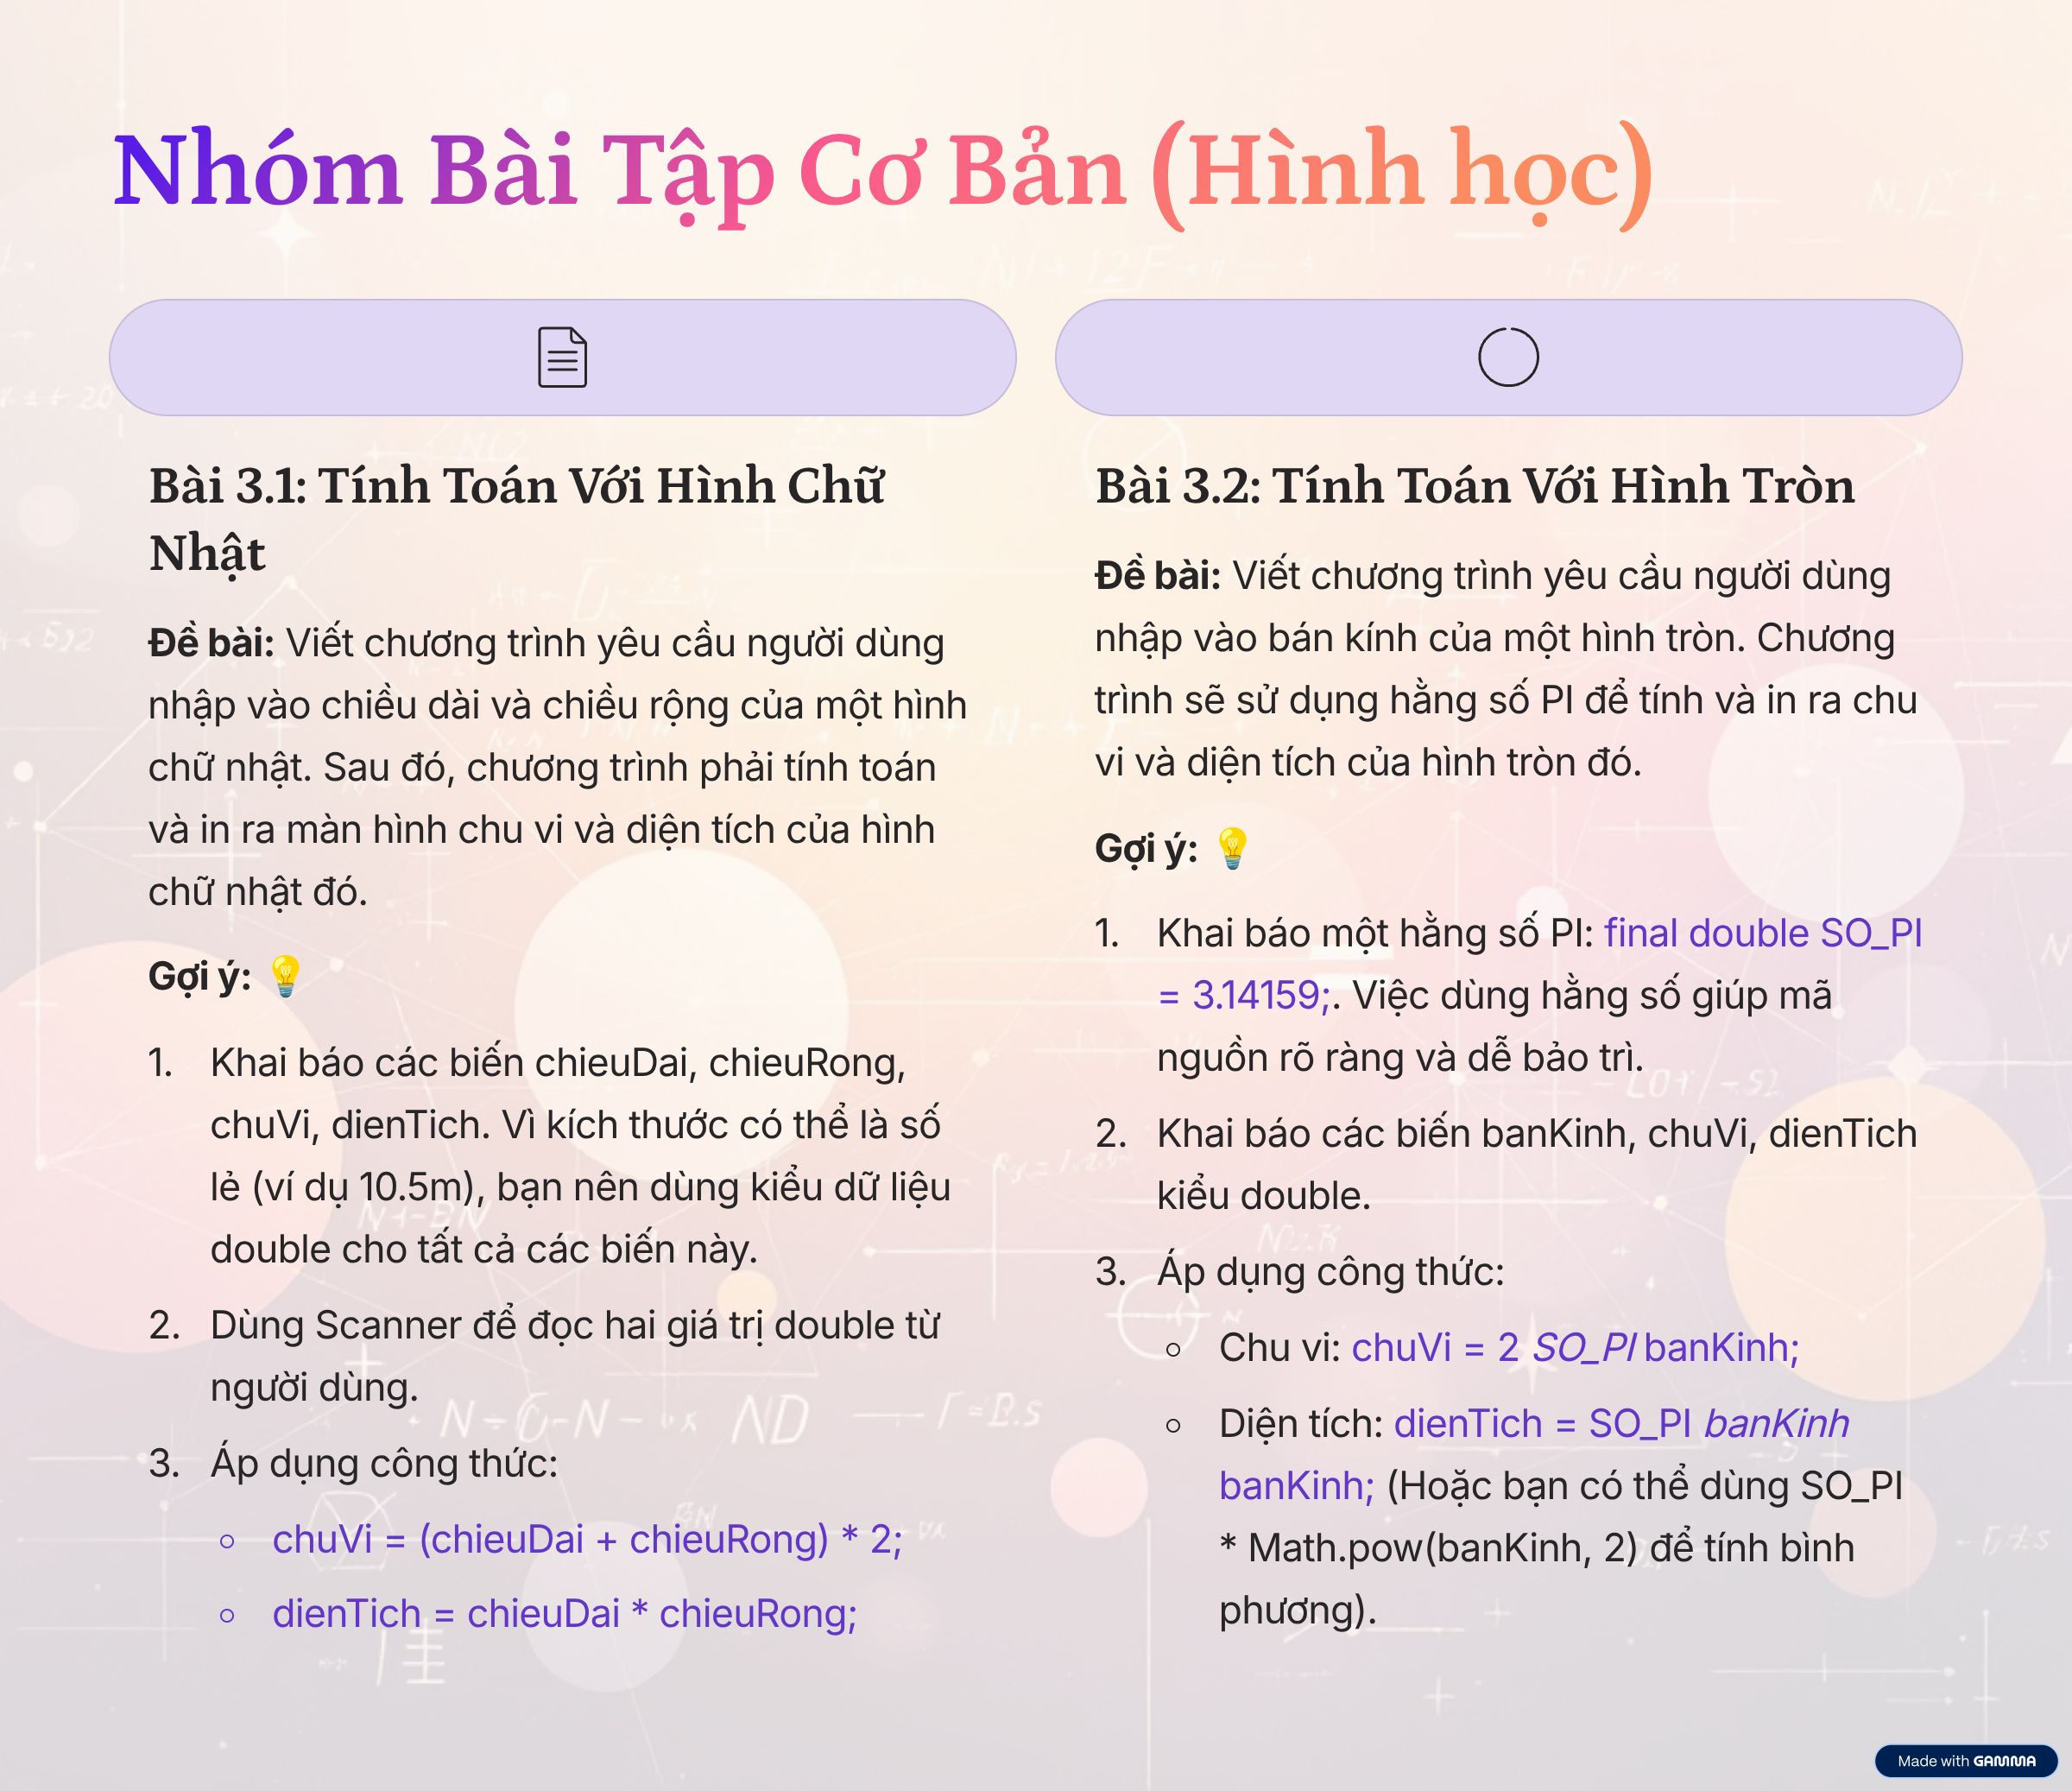 Nhóm Bài Tập Cơ Bản (Hình học)
Bài 3.1: Tính Toán Với Hình Chữ
Nhật
Đề bài: Viết chương trình yêu cầu người dùng
nhập vào chiều dài và chiều rộng của một hình
chữ nhật. Sau đó, chương trình phải tính toán
và in ra màn hình chu vi và diện tích của hình
chữ nhật đó.
Gợi ý: 💡
1. Khai báo các biến chieuDai, chieuRong,
chuVi, dienTich. Vì kích thước có thể là số
lẻ (ví dụ 10.5m), bạn nên dùng kiểu dữ liệu
double cho tất cả các biến này.
2. Dùng Scanner để đọc hai giá trị double từ
người dùng.
3. Áp dụng công thức:
○ chuVi = (chieuDai + chieuRong) * 2;
○ dienTich = chieuDai * chieuRong;
Bài 3.2: Tính Toán Với Hình Tròn
Đề bài: Viết chương trình yêu cầu người dùng
nhập vào bán kính của một hình tròn. Chương
trình sẽ sử dụng hằng số PI để tính và in ra chu
vi và diện tích của hình tròn đó.
Gợi ý: 💡
1. Khai báo một hằng số PI: final double SO_PI
= 3.14159;. Việc dùng hằng số giúp mã
nguồn rõ ràng và dễ bảo trì.
2. Khai báo các biến banKinh, chuVi, dienTich
kiểu double.
3. Áp dụng công thức:
○ Chu vi: chuVi = 2 SO_PI banKinh;
○ Diện tích: dienTich = SO_PI banKinh
banKinh; (Hoặc bạn có thể dùng SO_PI
* Math.pow(banKinh, 2) để tính bình
phương).
Made with GAMMA